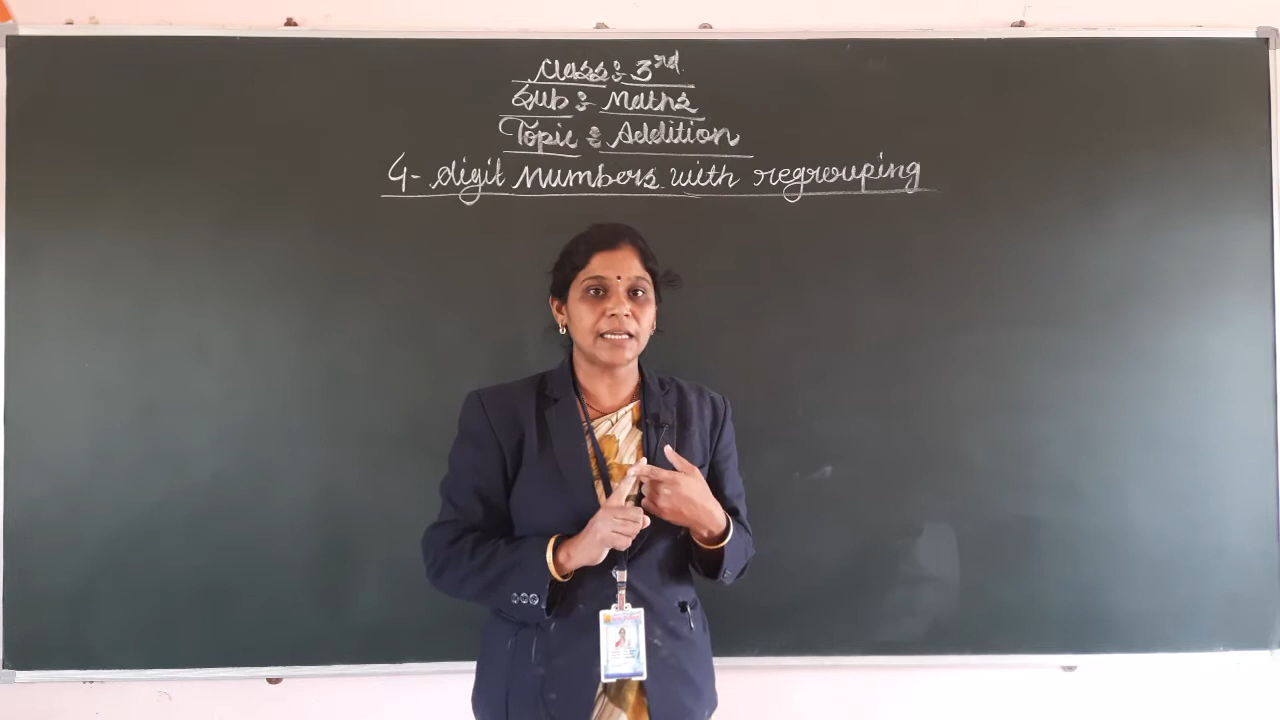 Class :- 3rd
Sub :- Maths
Topic :- Addition
4- digit Numbers with regrouping